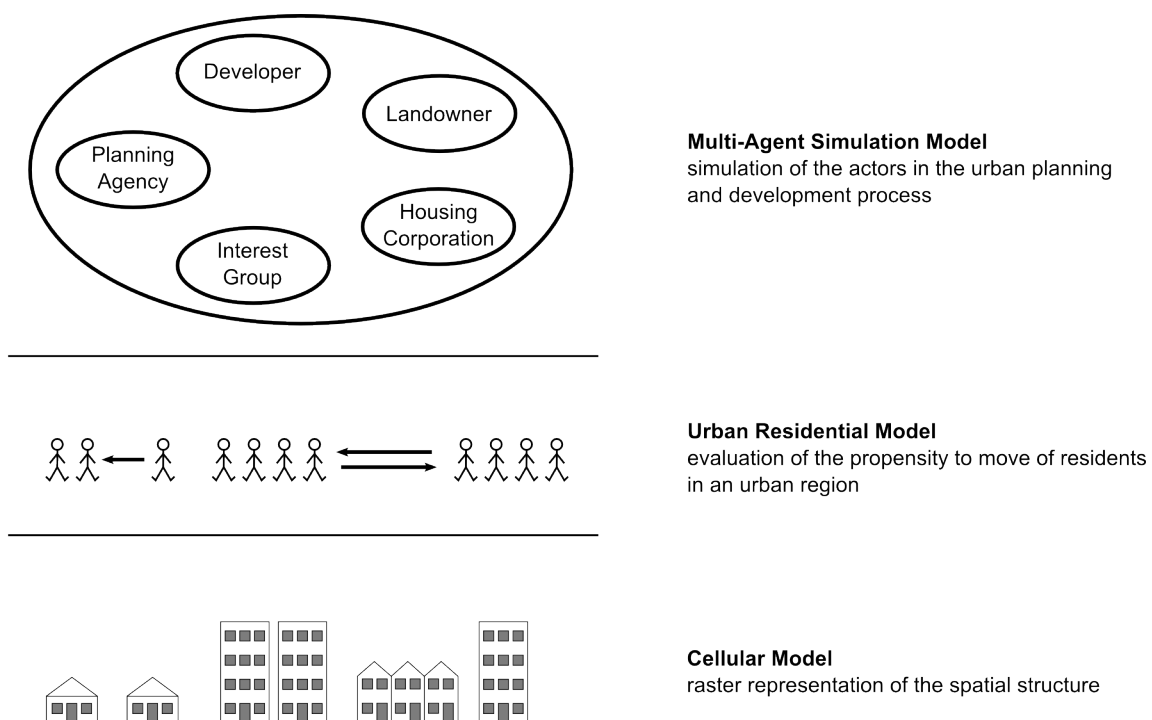 Developer
Landowner
Planning
Agency
Housing
Corporation
Interest
Group
Multi-Agent Simulation Model
simulation of the actors in the urban planning
and development process
Urban Residential Model
evaluation of the propensity to move of residents
in an urban region
Cellular Model
raster representation of the spatial structure